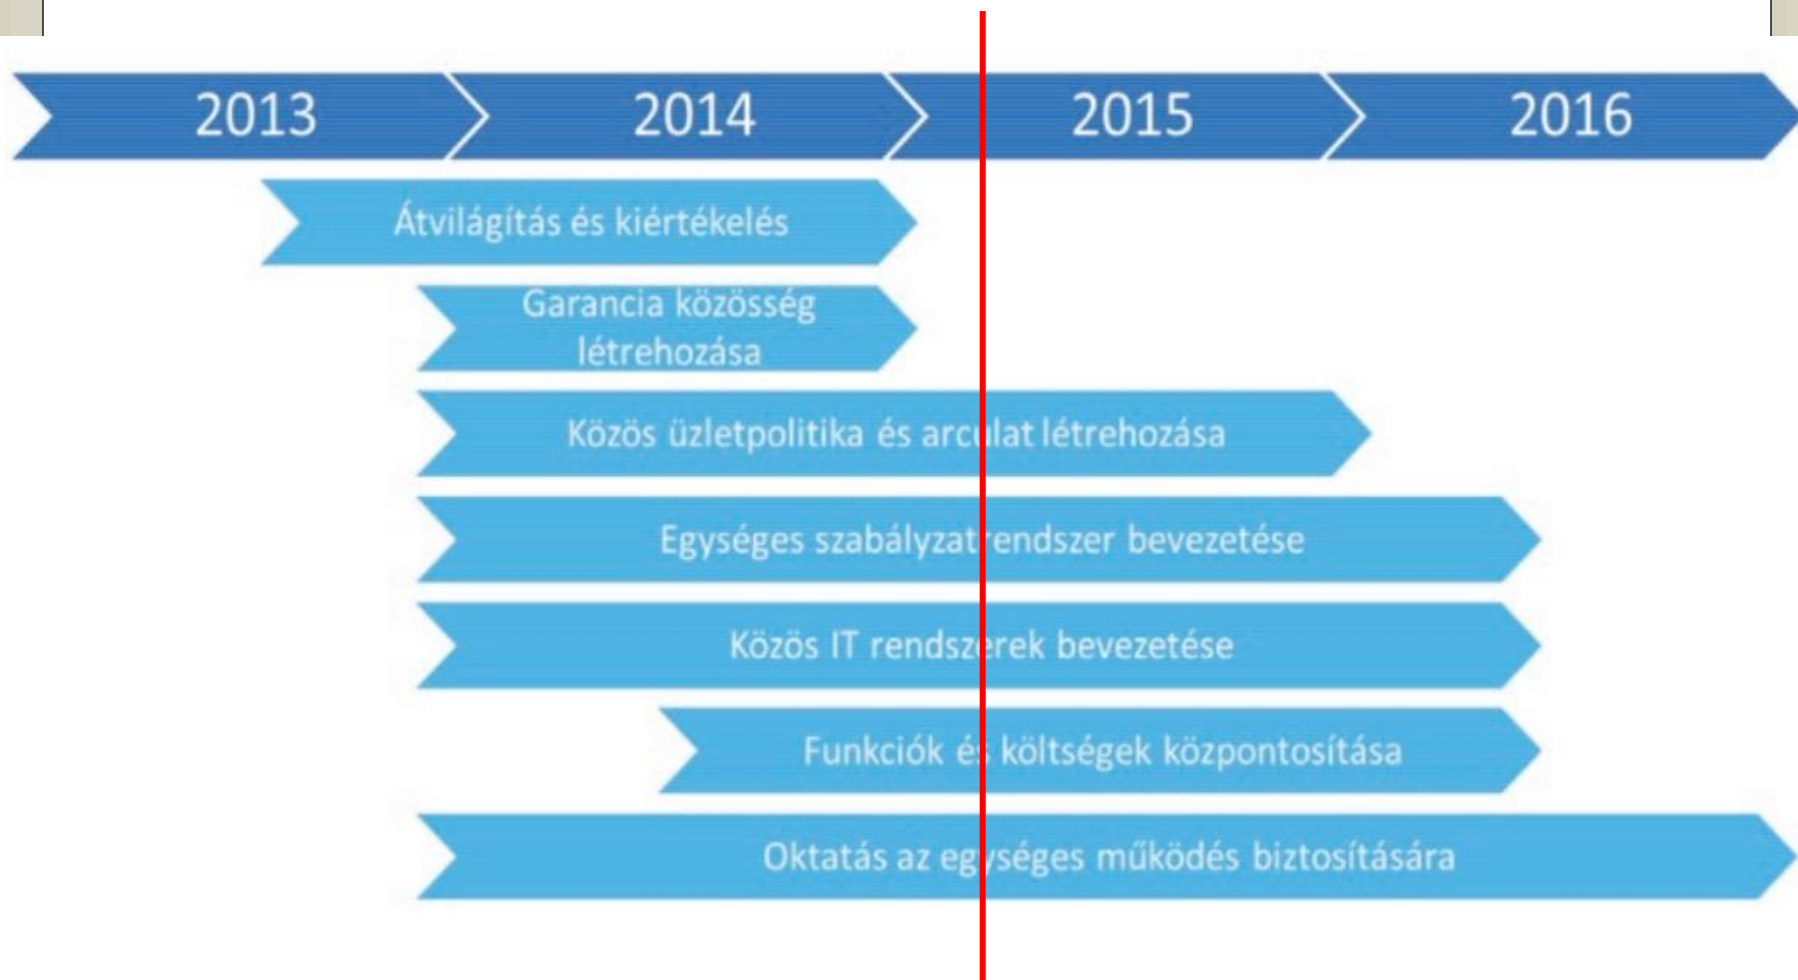 2013
2014
2015
2016
Átvilágítás és kiértékelés
Garancia közösség
létrehozása
Közös üzletpolitika és arculat létrehozása
Egységes szabályzatrendszer bevezetése
Közös IT rendszerek bevezetése
Funkciók és költségek központosítása
Oktatás az egységes működés biztosítására